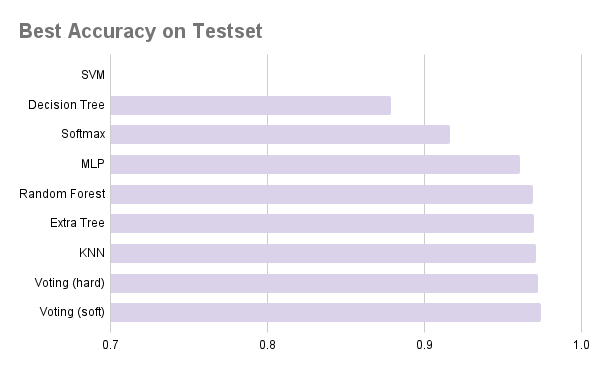 Best Accuracy on Testset
SVM
Decision Tree
Softmax
MLP
Random Forest
Extra Tree
KNN
Voting (hard)
Voting (soft)
0.7 0.8 0.9 1.0